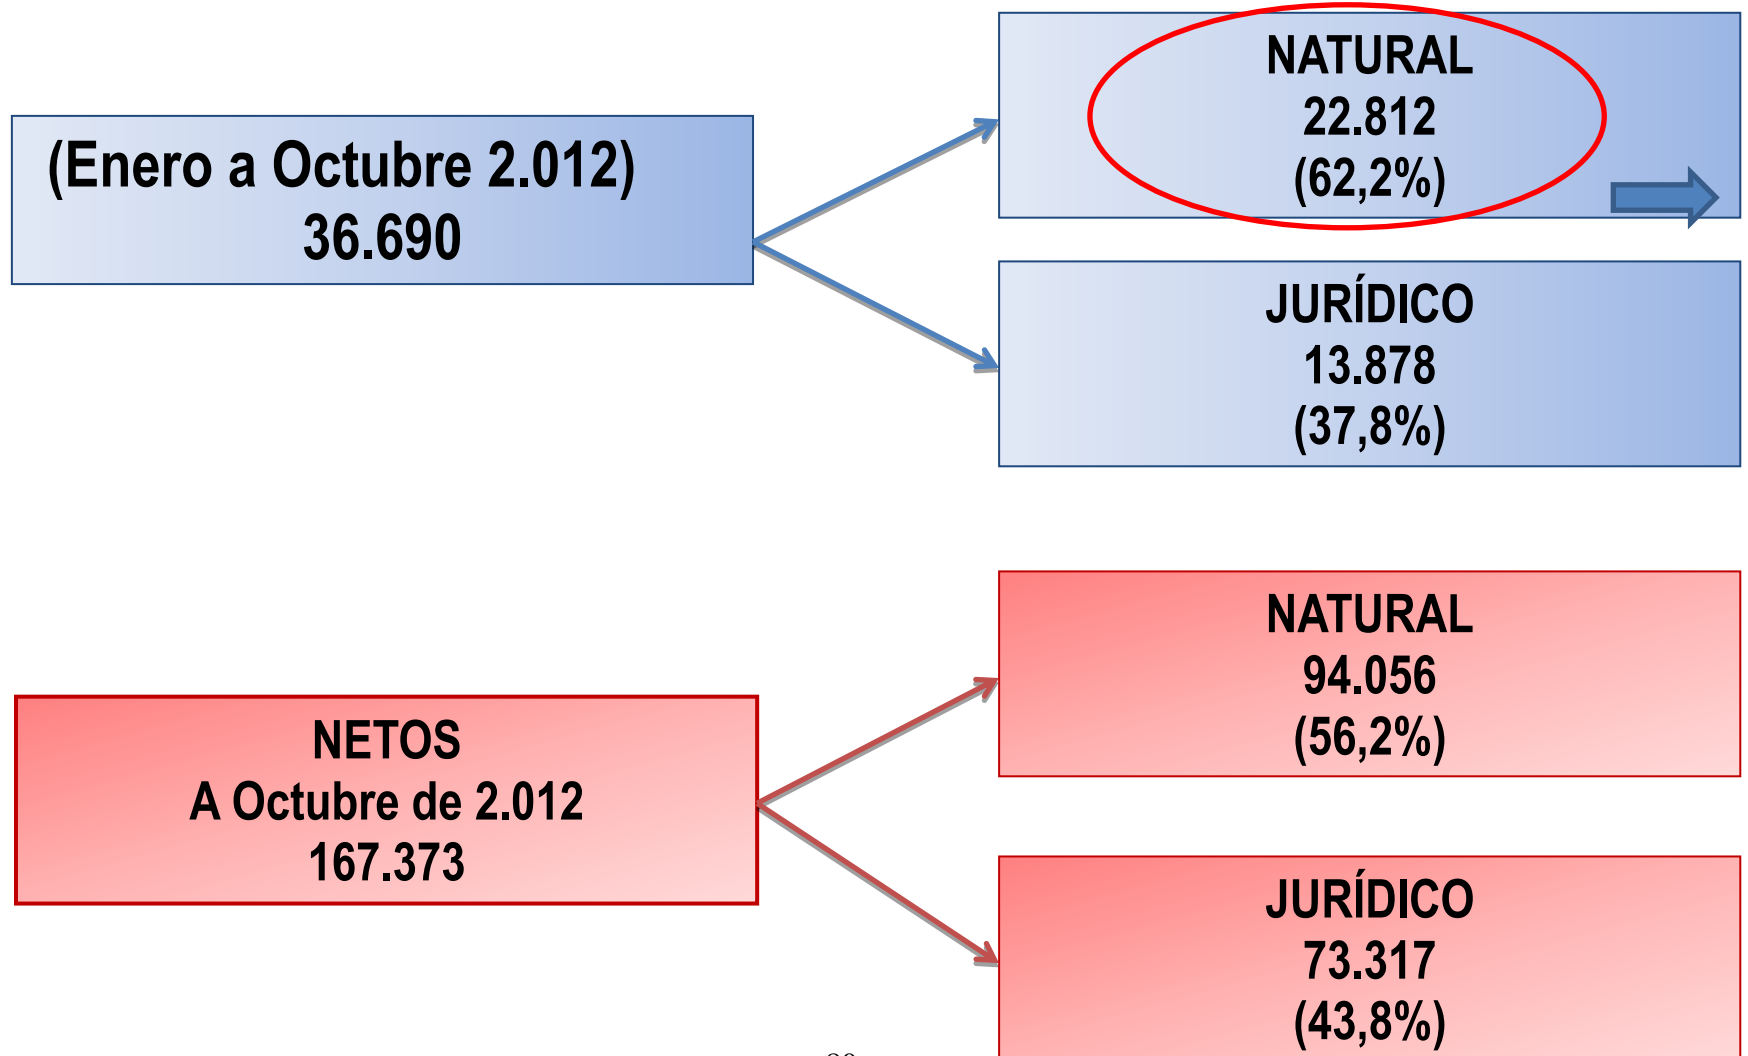 (Enero a Octubre 2.012)
36.690
NATURAL
22.812
(62,2%)
JURÍDICO
13.878
(37,8%)
NETOS
A Octubre de 2.012
167.373
NATURAL
94.056
(56,2%)
JURÍDICO
73.317
(43,8%)